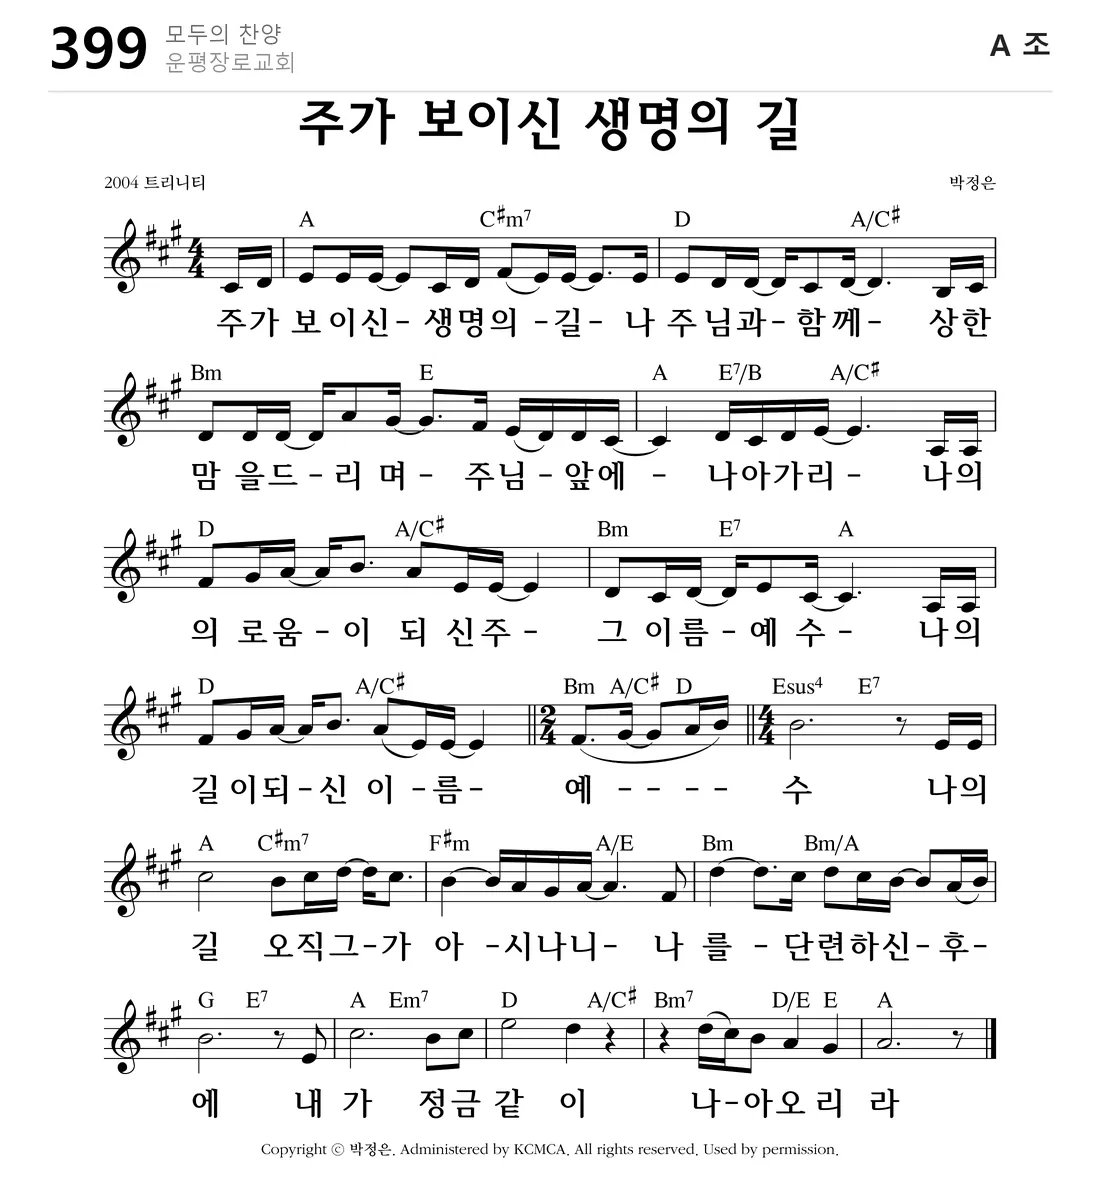 399 모두의 찬양
운평장로교회
A 조
주가 보이신 생명의 길
2004 트리니티 박정은
A C♯m7 D A/C♯
주가 보이신- 생명의 -길- 나 주님과-함께- 상한
Bm E A E7/B A/C♯
맘 을드-리 며- 주님-앞에- 나아가리- 나의
D A/C♯ Bm E7 A
의 로움-이 되 신주- 그 이름-예 수- 나의
D A/C♯ Bm A/C♯ D Esus4 E7
길 이되-신 이 -름- 예 - - - - 수 나의
A C♯m7 F♯m A/E Bm Bm/A
길 오직그-가 아 -시나니- 나 를 -단련하신-후-
G E7 A Em7 D A/C♯ Bm7 D/E E A
에 내 가 정금 같 이 나-아오 리 라
Copyright ⓒ 박정은. Administered by KCMCA. All rights reserved. Used by permission.